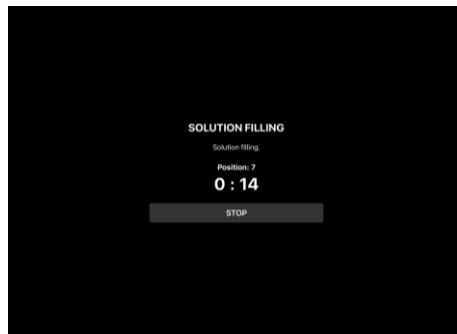 SOLUTION FILLING
Solution filling.
Position: 7
0 : 14
STOP